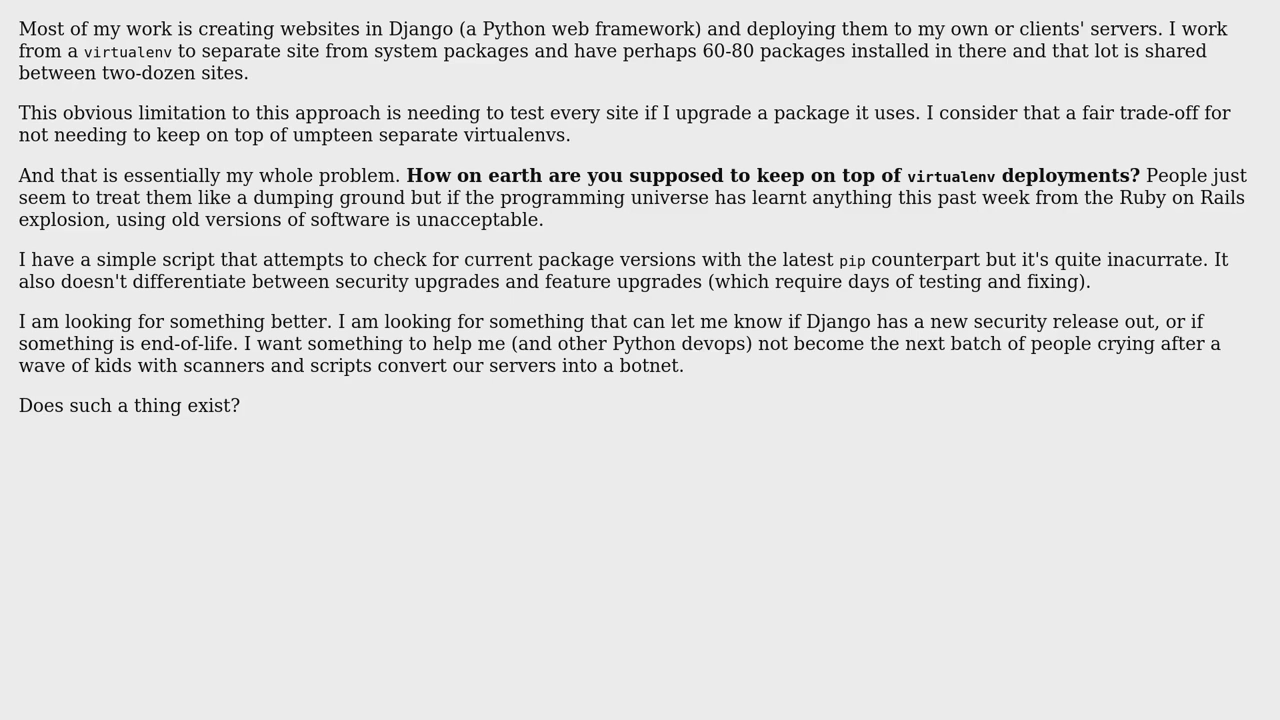 Most of my work is creating websites in Django (a Python web framework) and deploying them to my own or clients' servers. I work
from a virtualenv to separate site from system packages and have perhaps 60-80 packages installed in there and that lot is shared
between two-dozen sites.
This obvious limitation to this approach is needing to test every site if I upgrade a package it uses. I consider that a fair trade-off for
not needing to keep on top of umpteen separate virtualenvs.
And that is essentially my whole problem. How on earth are you supposed to keep on top of virtualenv deployments? People just
seem to treat them like a dumping ground but if the programming universe has learnt anything this past week from the Ruby on Rails
explosion, using old versions of software is unacceptable.
I have a simple script that attempts to check for current package versions with the latest pip counterpart but it's quite inacurrate. It
also doesn't differentiate between security upgrades and feature upgrades (which require days of testing and fixing).
I am looking for something better. I am looking for something that can let me know if Django has a new security release out, or if
something is end-of-life. I want something to help me (and other Python devops) not become the next batch of people crying after a
wave of kids with scanners and scripts convert our servers into a botnet.
Does such a thing exist?